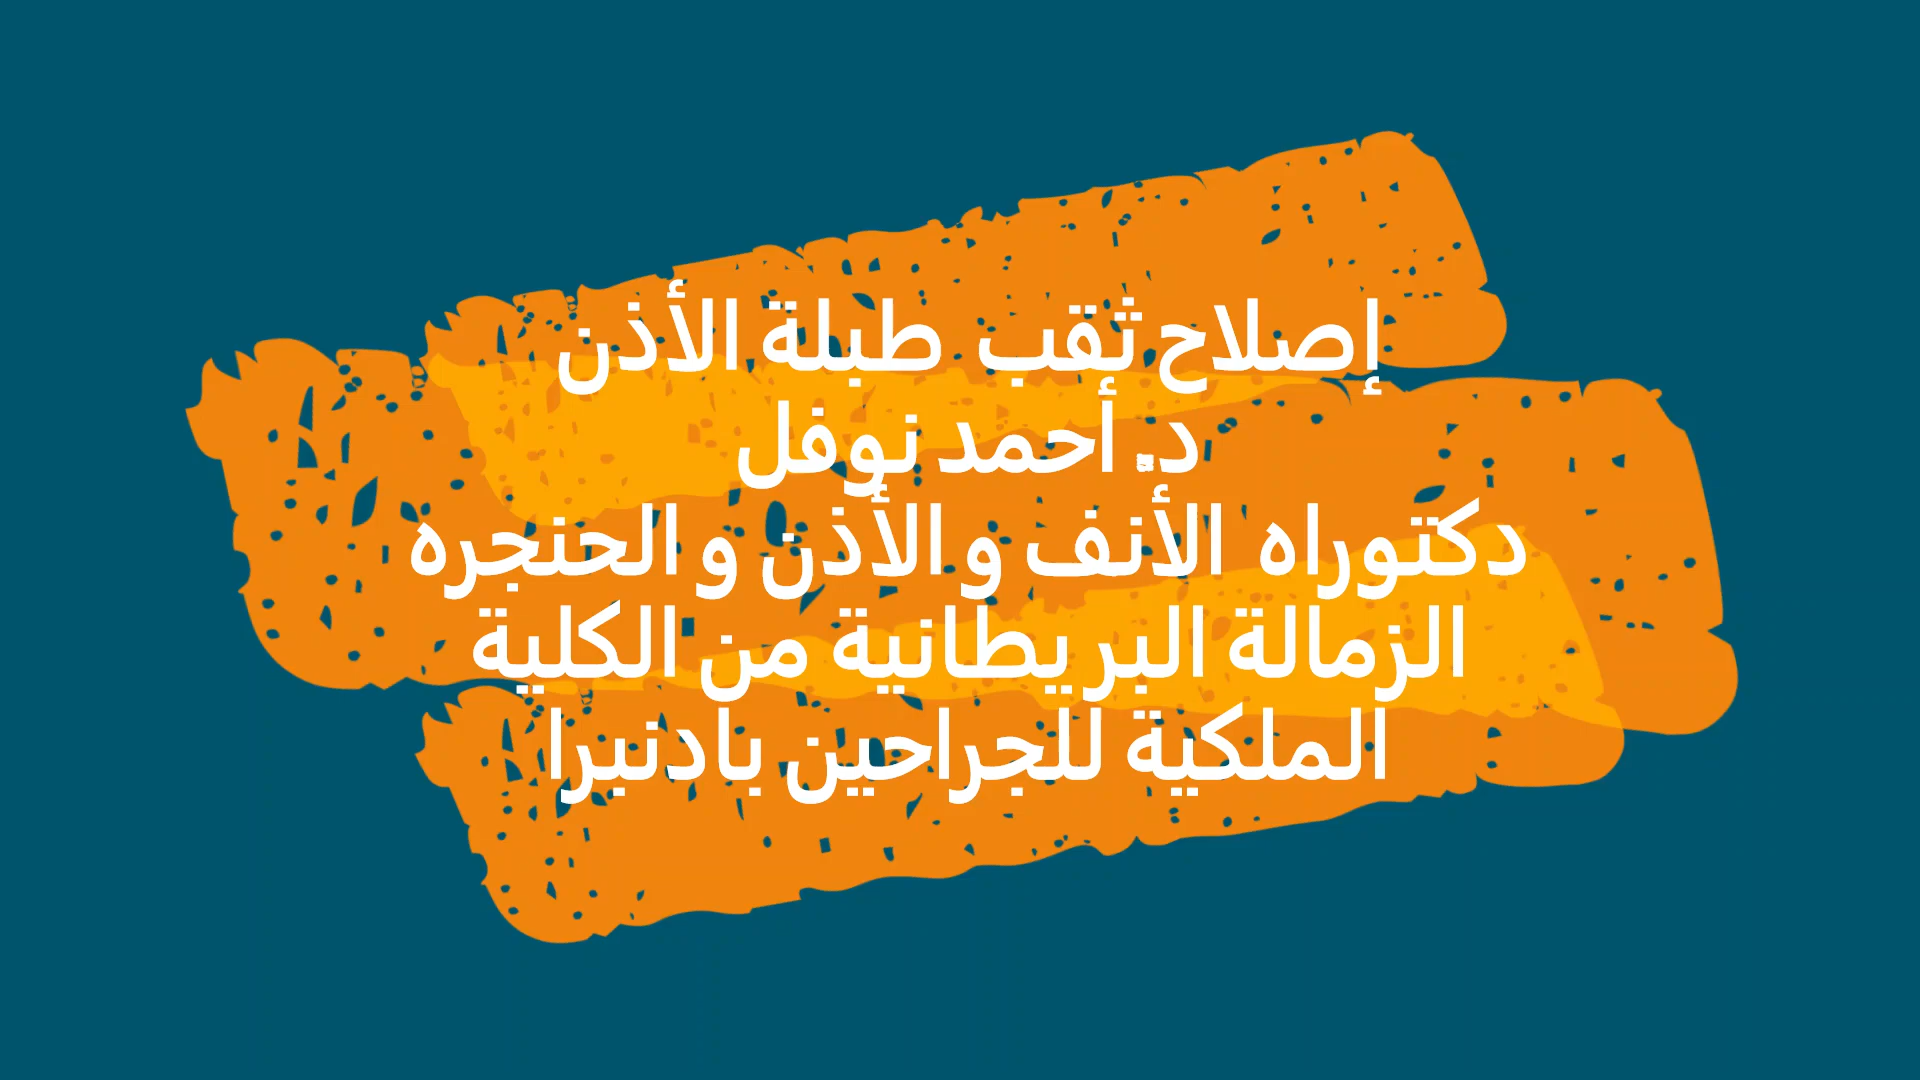 إصلاح ثقب طبلة الأذن
د. أحمد نوفل
دكتوراه الأنف و الأذن و الحنجره
الزمالة البريطانية من الكلية
الملكية للجراحين بادنبرا